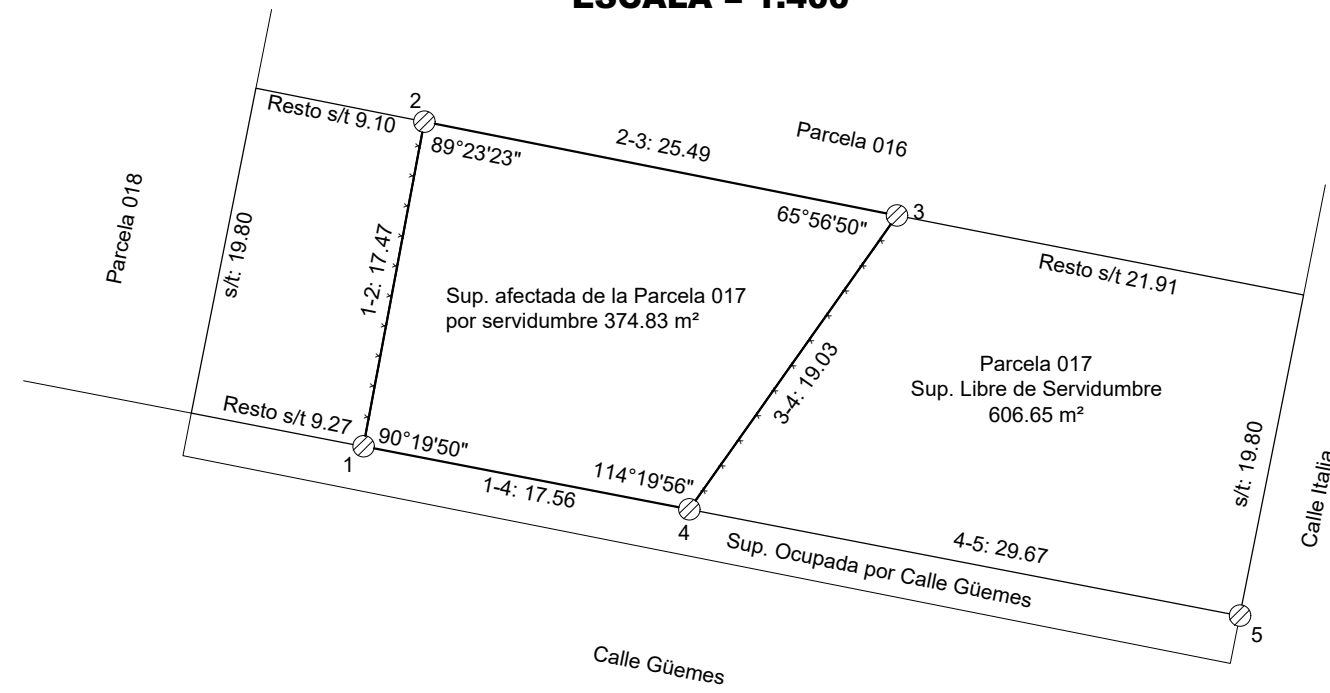 ESCALA = 1:400
2
Resto s/t 9.10
89°23'23"
2-3: 25.49
Parcela 016
65°56'50"
3
Parcela 018
s/t: 19.80
1-2: 17.47
Resto s/t 21.91
Sup. afectada de la Parcela 017
por servidumbre 374.83 m²
3-4: 19.03
Parcela 017
Sup. Libre de Servidumbre
606.65 m²
Resto s/t 9.27
90°19'50"
1
114°19'56"
1-4: 17.56
4
s/t: 19.80
Calle Italia
Sup. Ocupada por Calle Güemes
4-5: 29.67
5
Calle Güemes